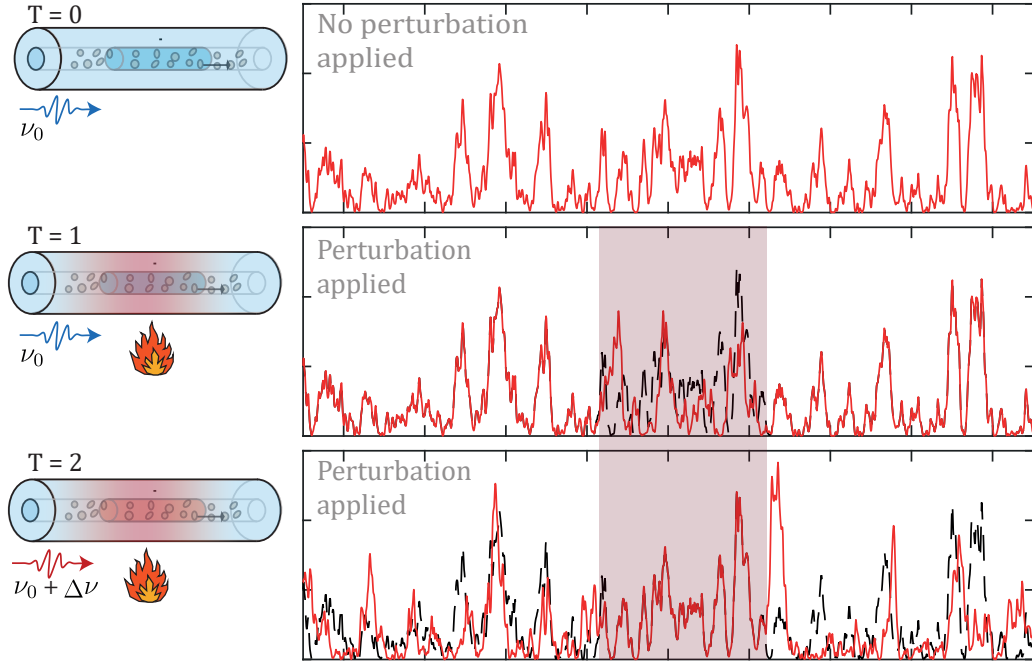 T = 0
No perturbation
applied
ν₀
T = 1
Perturbation
applied
ν₀
T = 2
Perturbation
applied
ν₀ + Δν